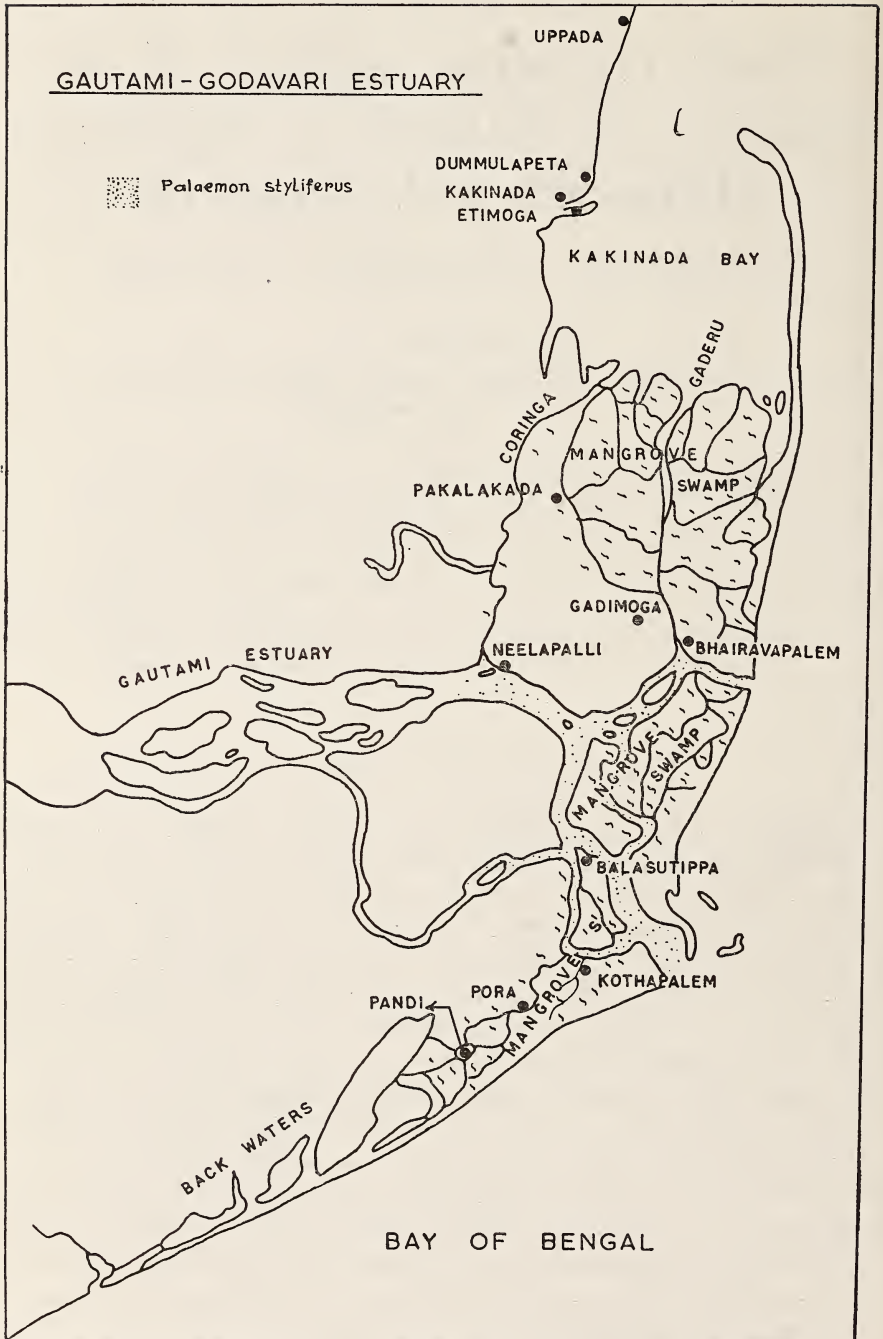 GAUTAMI-GODAVARI ESTUARY
Palaemon styliferus
UPPADA
DUMMULAPETA
KAKINADA
ETIMOGA
KAKINADA BAY
GADERU
CORINGA
MANGROVE
SWAMP
PAKALAKADA
GADIMOGA
BHAIRAVAPALEM
NEELAPALLI
GAUTAMI ESTUARY
MANGROVE
SWAMP
BALASUTIPPA
MANGROVES
KOTHAPALEM
PORA
PANDI
BACK WATERS
BAY OF BENGAL